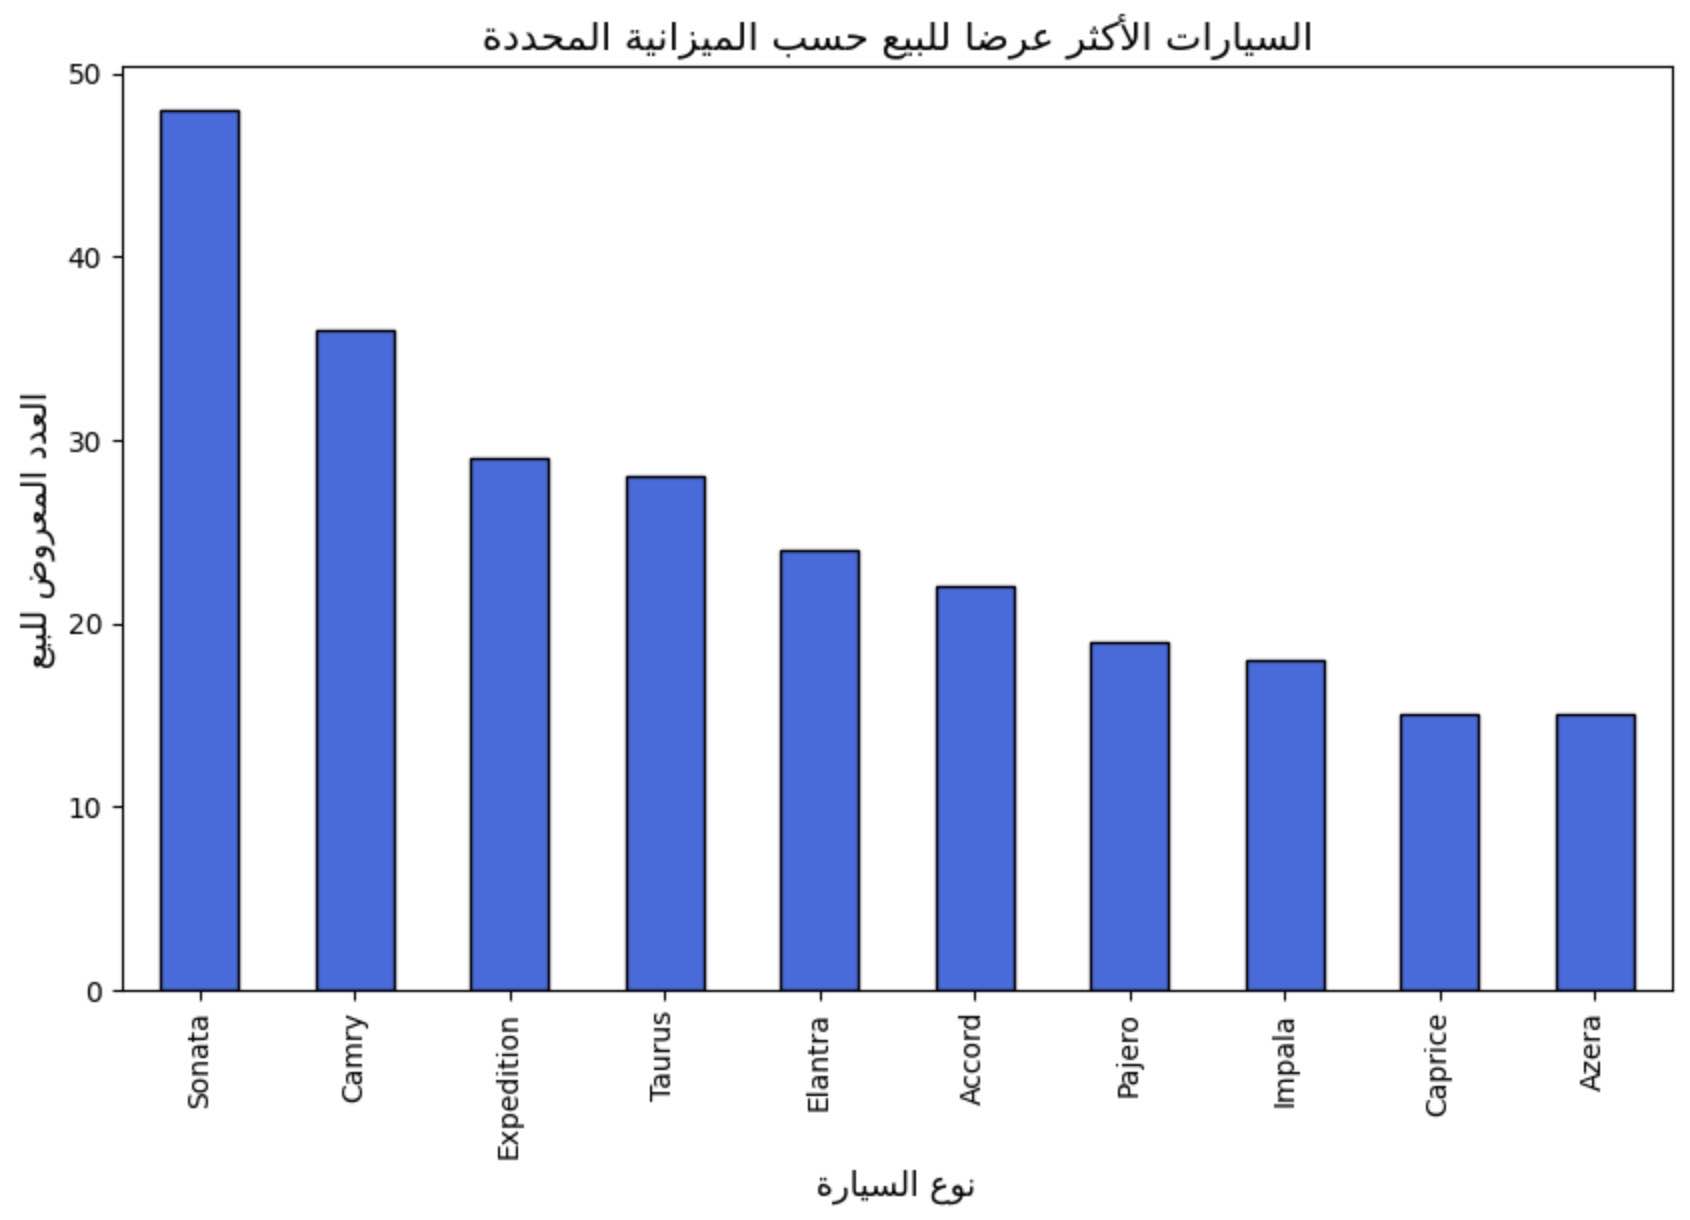 السيارات الأكثر عرضا للبيع حسب الميزانية المحددة
العدد المعروض للبيع
50
40
30
20
10
0
Sonata
Camry
Expedition
Taurus
Elantra
Accord
Pajero
Impala
Caprice
Azera
نوع السيارة